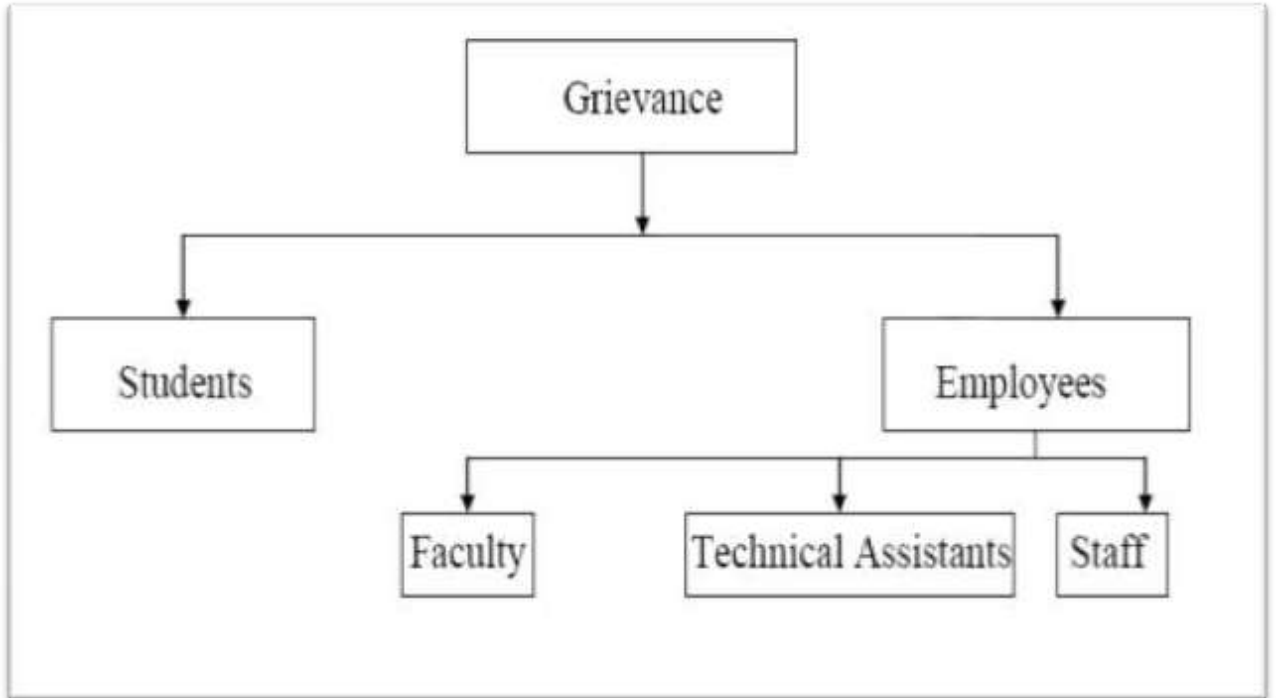 Grievance
Students
Employees
Faculty
Technical Assistants
Staff